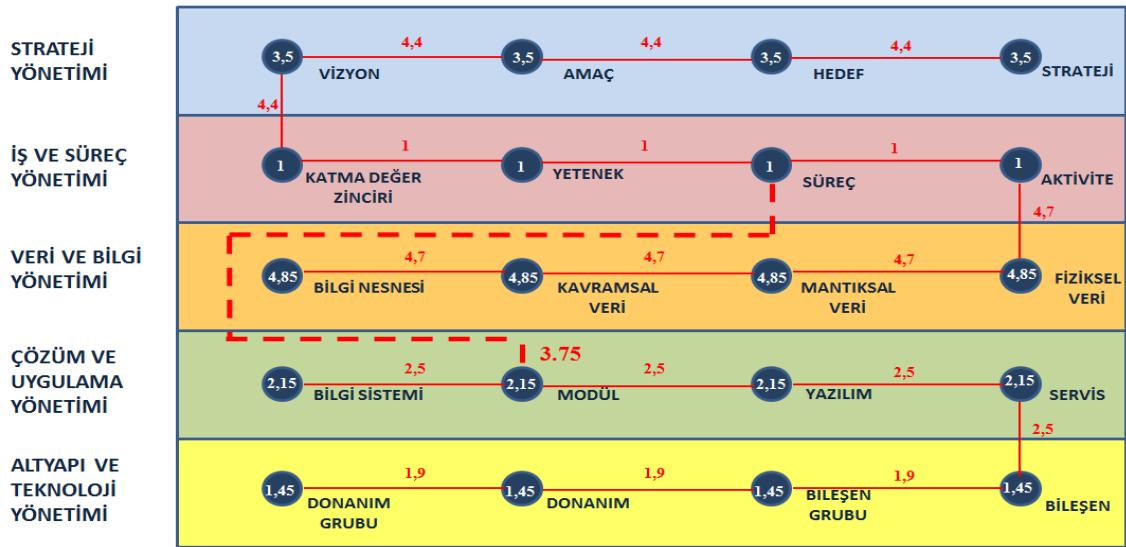 STRATEJİ
YÖNETİMİ
4,4 4,4 4,4
3,5 3,5 3,5 3,5
VİZYON AMAÇ HEDEF STRATEJİ
4,4
İŞ VE SÜREÇ
YÖNETİMİ
1 1 1
1 1 1 1
KATMA DEĞER
ZİNCİRİ
YETENEK SÜREÇ AKTİVİTE
4,7
VERİ VE BİLGİ
YÖNETİMİ
4,7 4,7 4,7
4,85 4,85 4,85 4,85
BİLGİ NESNESİ
KAVRAMSAL
VERİ
MANTIKSAL
VERİ
FİZİKSEL
VERİ
ÇÖZÜM VE
UYGULAMA
YÖNETİMİ
3.75
2,5 2,5 2,5
2,15 2,15 2,15 2,15
BİLGİ SİSTEMİ MODÜL YAZILIM SERVİS
2,5
ALTYAPI VE
TEKNOLOJİ
YÖNETİMİ
1,9 1,9 1,9
1,45 1,45 1,45 1,45
DONANIM
GRUBU
DONANIM
BİLEŞEN
GRUBU
BİLEŞEN